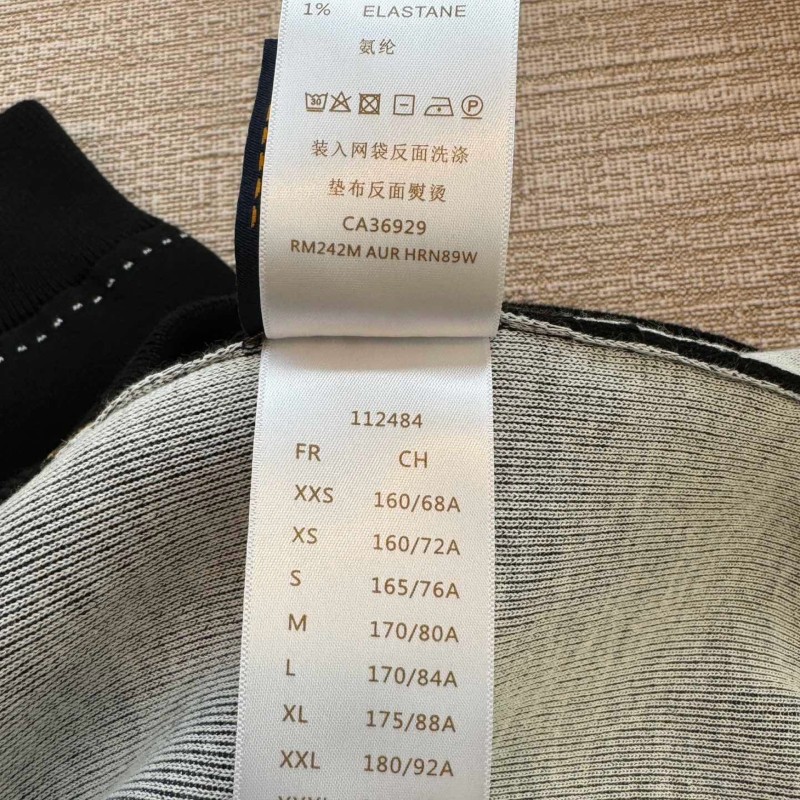 1% ELASTANE
氨纶
30 P
装入网袋反面洗涤
垫布反面熨烫
CA36929
RM242M AUR HRN89W
112484
FR CH
XXS 160/68A
XS 160/72A
S 165/76A
M 170/80A
L 170/84A
XL 175/88A
XXL 180/92A